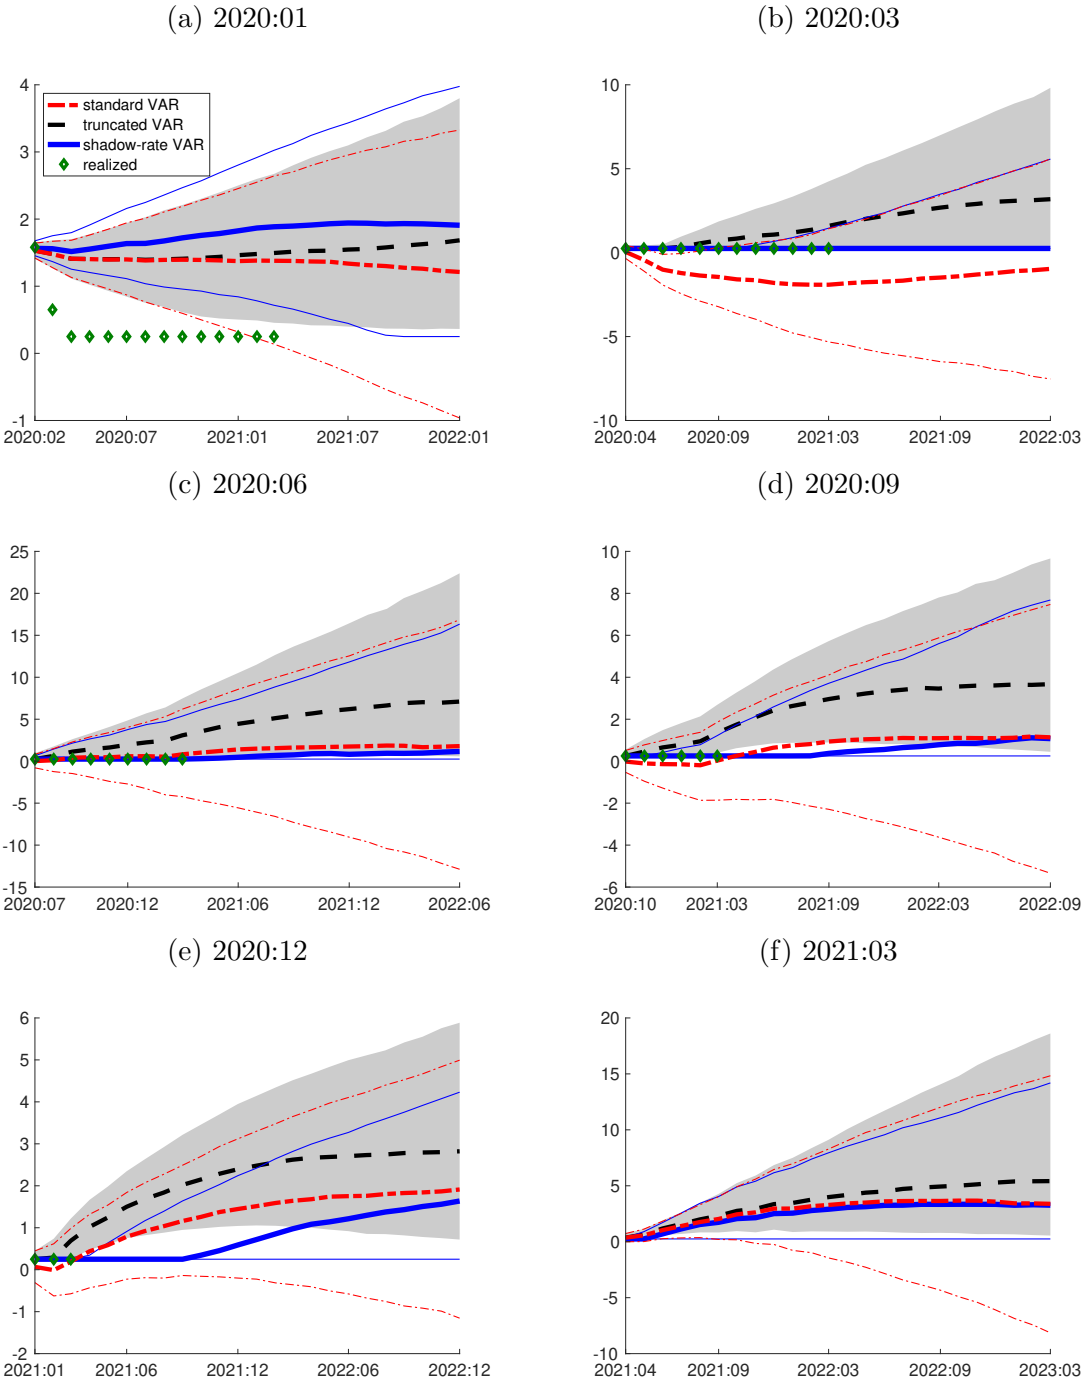 (a) 2020:01
4
3
2
1
0
-1
standard VAR
truncated VAR
shadow-rate VAR
realized
2020:02 2020:07 2021:01 2021:07 2022:01
(b) 2020:03
10
5
0
-5
-10
2020:04 2020:09 2021:03 2021:09 2022:03
(c) 2020:06
25
20
15
10
5
0
-5
-10
-15
2020:07 2020:12 2021:06 2021:12 2022:06
(d) 2020:09
10
8
6
4
2
0
-2
-4
-6
2020:10 2021:03 2021:09 2022:03 2022:09
(e) 2020:12
6
5
4
3
2
1
0
-1
-2
2021:01 2021:06 2021:12 2022:06 2022:12
(f) 2021:03
20
15
10
5
0
-5
-10
2021:04 2021:09 2022:03 2022:09 2023:03